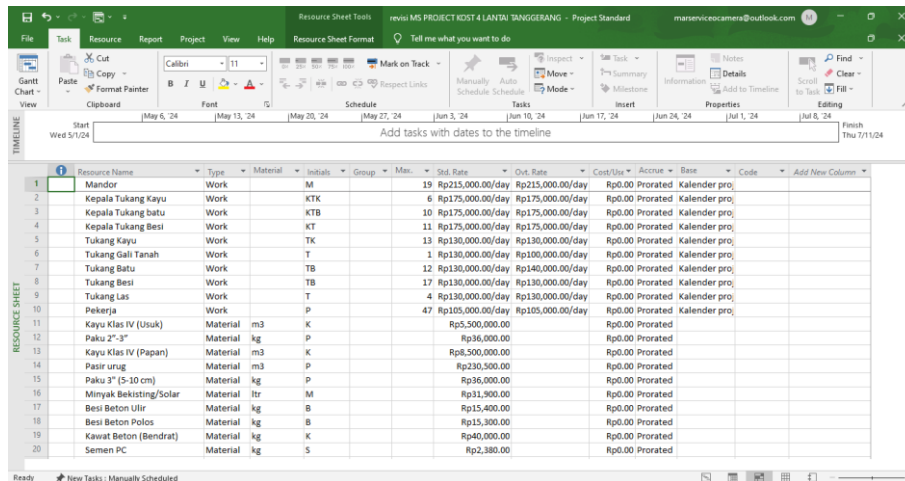 Resource Sheet Tools
revisi MS PROJECT KOST 4 LANTAI TANGGERANG - Project Standard
marserviceocamera@outlook.com M
File Task Resource Report Project View Help Resource Sheet Format Tell me what you want to do
Gantt Chart
View
Paste
Cut
Copy
Format Painter
Clipboard
Calibri 11
B I U A
Font
Mark on Track
Respect Links
Schedule
Manually Schedule
Auto Schedule
Inspect
Move
Mode
Tasks
Task
Summary
Milestone
Insert
Information
Notes
Details
Add to Timeline
Properties
Scroll to Task
Find
Clear
Fill
Editing
TIMELINE
May 6, '24 May 13, '24 May 20, '24 May 27, '24 Jun 3, '24 Jun 10, '24 Jun 17, '24 Jun 24, '24 Jul 1, '24 Jul 8, '24
Start
Wed 5/1/24
Add tasks with dates to the timeline
Finish
Thu 7/11/24
RESOURCE SHEET
Resource Name Type Material Initials Group Max. Std. Rate Ovt. Rate Cost/Use Accrue Base Code Add New Column
1 Mandor Work M 19 Rp215,000.00/day Rp215,000.00/day Rp0.00 Prorated Kalender proj
2 Kepala Tukang Kayu Work KTK 6 Rp175,000.00/day Rp175,000.00/day Rp0.00 Prorated Kalender proj
3 Kepala Tukang batu Work KTB 10 Rp175,000.00/day Rp175,000.00/day Rp0.00 Prorated Kalender proj
4 Kepala Tukang Besi Work KT 11 Rp175,000.00/day Rp175,000.00/day Rp0.00 Prorated Kalender proj
5 Tukang Kayu Work TK 13 Rp130,000.00/day Rp130,000.00/day Rp0.00 Prorated Kalender proj
6 Tukang Gali Tanah Work T 1 Rp130,000.00/day Rp100,000.00/day Rp0.00 Prorated Kalender proj
7 Tukang Batu Work TB 12 Rp130,000.00/day Rp140,000.00/day Rp0.00 Prorated Kalender proj
8 Tukang Besi Work TB 17 Rp130,000.00/day Rp130,000.00/day Rp0.00 Prorated Kalender proj
9 Tukang Las Work T 4 Rp130,000.00/day Rp130,000.00/day Rp0.00 Prorated Kalender proj
10 Pekerja Work P 47 Rp105,000.00/day Rp105,000.00/day Rp0.00 Prorated Kalender proj
11 Kayu Klas IV (Usuk) Material m3 K Rp5,500,000.00 Rp0.00 Prorated
12 Paku 2"-3" Material kg P Rp36,000.00 Rp0.00 Prorated
13 Kayu Klas IV (Papan) Material m3 K Rp8,500,000.00 Rp0.00 Prorated
14 Pasir urug Material m3 P Rp230,500.00 Rp0.00 Prorated
15 Paku 3" (5-10 cm) Material kg P Rp36,000.00 Rp0.00 Prorated
16 Minyak Bekisting/Solar Material ltr M Rp31,900.00 Rp0.00 Prorated
17 Besi Beton Ulir Material kg B Rp15,400.00 Rp0.00 Prorated
18 Besi Beton Polos Material kg B Rp15,300.00 Rp0.00 Prorated
19 Kawat Beton (Bendrat) Material kg K Rp40,000.00 Rp0.00 Prorated
20 Semen PC Material kg S Rp2,380.00 Rp0.00 Prorated
Ready New Tasks : Manually Scheduled